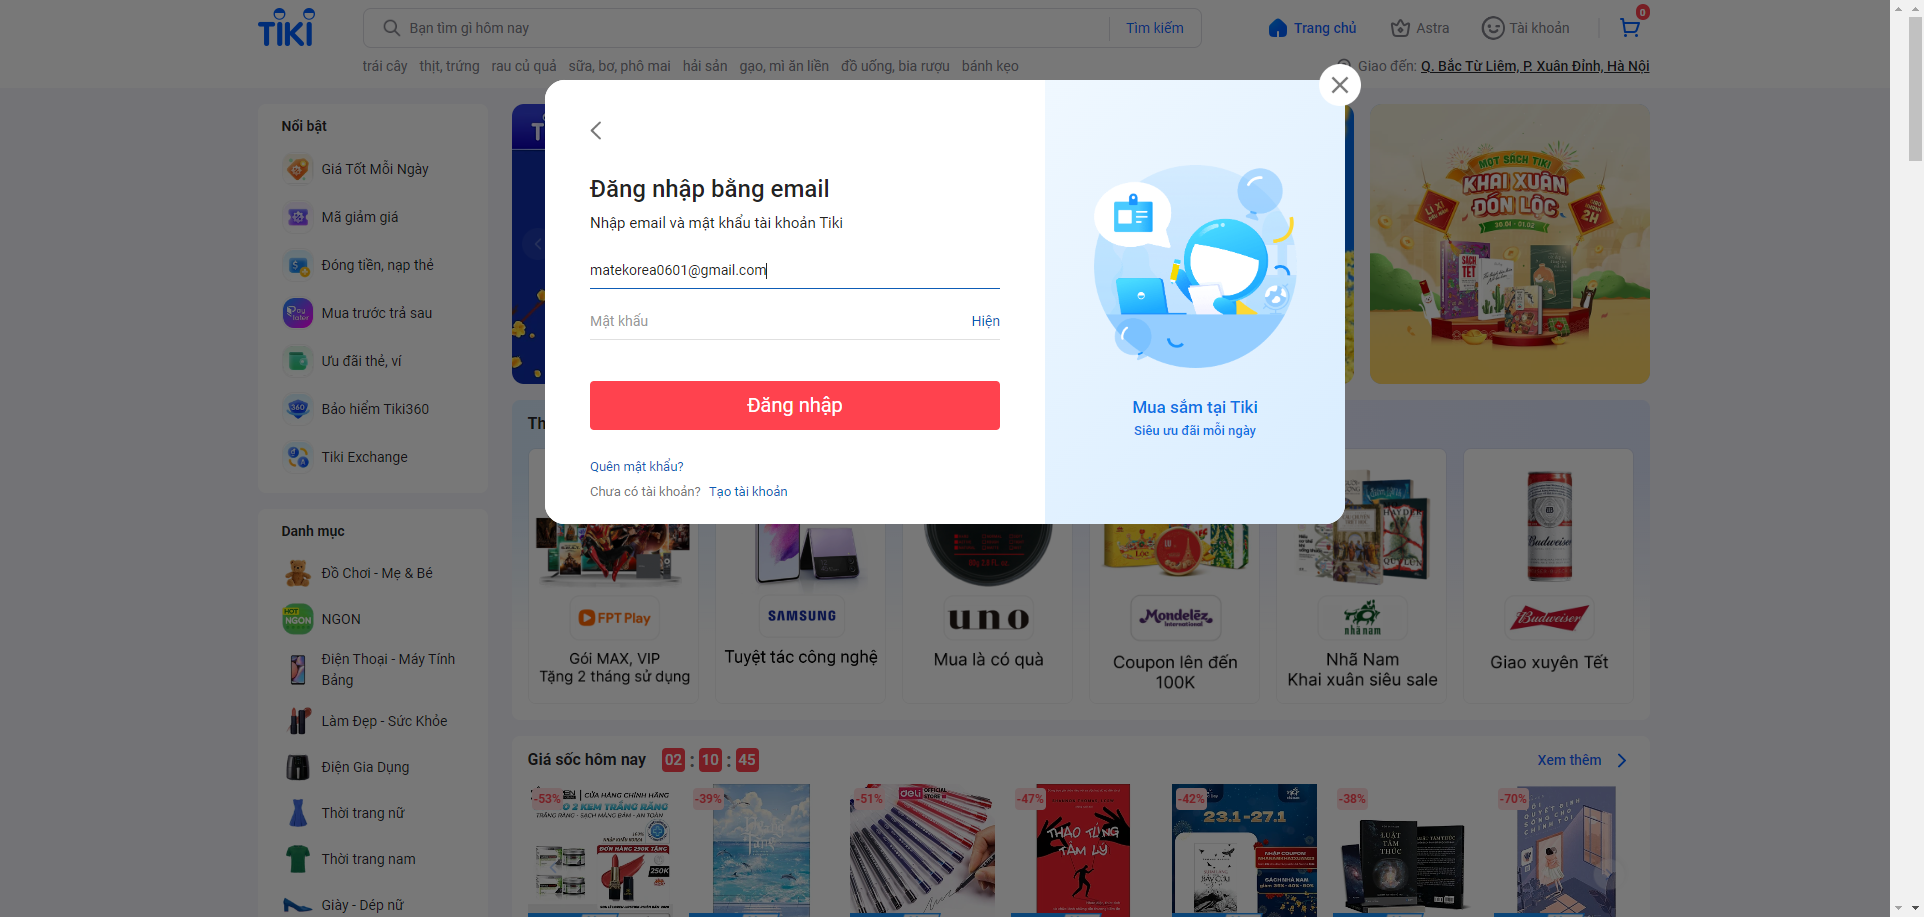 TIKI
Bạn tìm gì hôm nay
Tìm kiếm
Trang chủ
Astra
Tài khoản
0
trái cây thịt, trứng rau củ quả sữa, bơ, phô mai hải sản gạo, mì ăn liền đồ uống, bia rượu bánh kẹo
Giao đến: Q. Bắc Từ Liêm, P. Xuân Đỉnh, Hà Nội
Nổi bật
Giá Tốt Mỗi Ngày
Mã giảm giá
Đóng tiền, nạp thẻ
Mua trước trả sau
Ưu đãi thẻ, ví
Bảo hiểm Tiki360
Tiki Exchange
Danh mục
Đồ Chơi - Mẹ & Bé
NGON
Điện Thoại - Máy Tính
Bảng
Làm Đẹp - Sức Khỏe
Điện Gia Dụng
Thời trang nữ
Thời trang nam
Giày - Dép nữ
Đăng nhập bằng email
Nhập email và mật khẩu tài khoản Tiki
matekorea0601@gmail.com
Mật khẩu
Hiện
Đăng nhập
Quên mật khẩu?
Chưa có tài khoản? Tạo tài khoản
Mua sắm tại Tiki
Siêu ưu đãi mỗi ngày
MỌT SÁCH TIKI
KHAI XUÂN
ĐÓN LỘC
FPT Play
Gói MAX, VIP
Tặng 2 tháng sử dụng
SAMSUNG
Tuyệt tác công nghệ
uno
Mua là có quà
Mondelēz
International
Coupon lên đến
100K
nhã nam
Nhã Nam
Khai xuân siêu sale
Budweiser
Giao xuyên Tết
Giá sốc hôm nay 02 : 10 : 45
Xem thêm
-53%
CỬA HÀNG CHÍNH HÃNG
-39%
-51%
deli
-47%
THAO TÚNG
TÂM LÝ
-42%
23.1 -27.1
-38%
LUẬT
TÂM
THỨC
-70%